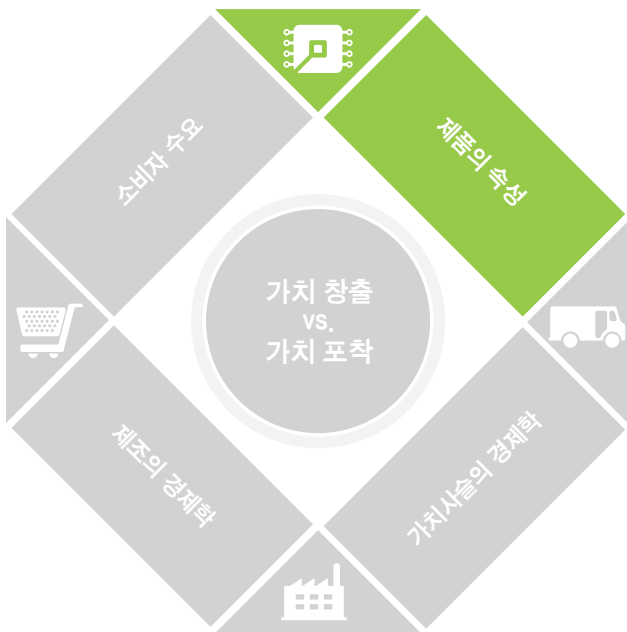 소비자 수요
제품의 속성
가치 창출
vs.
가치 포착
제조의 경제학
가치사슬의 경제학